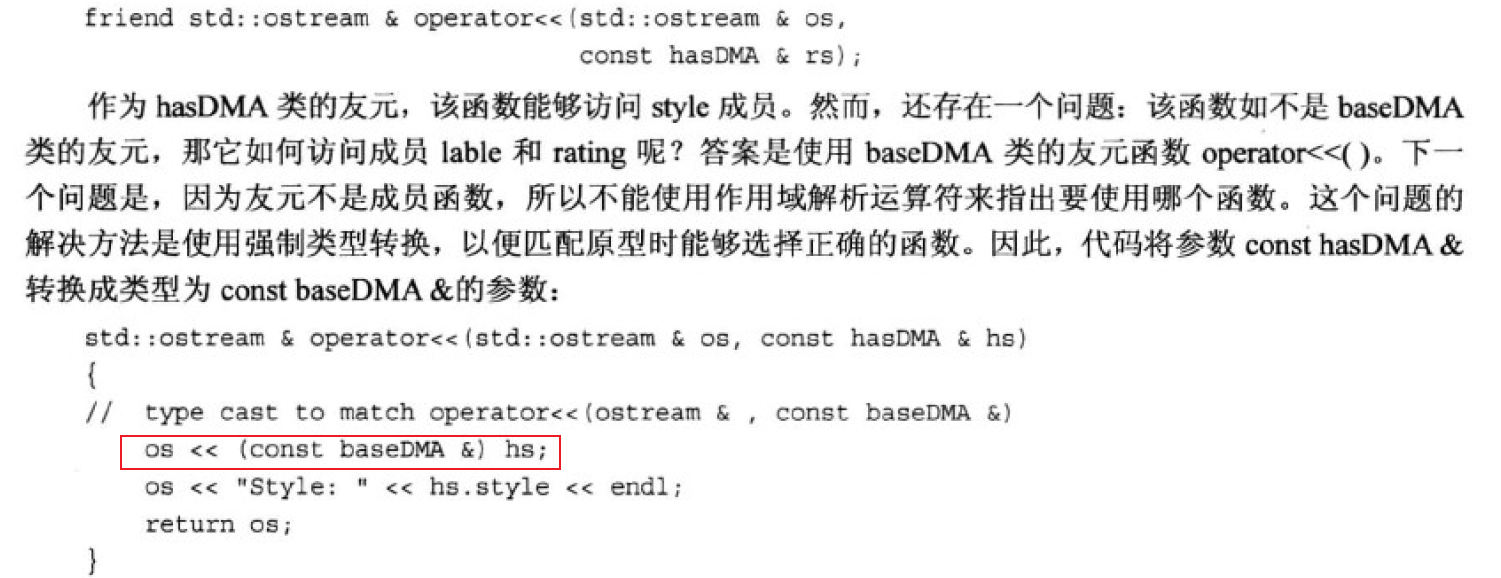 friend std::ostream & operator<<(std::ostream & os,
const hasDMA & rs);
作为 hasDMA 类的友元，该函数能够访问 style 成员。然而，还存在一个问题：该函数如不是 baseDMA
类的友元，那它如何访问成员 lable 和 rating 呢？答案是使用 baseDMA 类的友元函数 operator<<( )。下一
个问题是，因为友元不是成员函数，所以不能使用作用域解析运算符来指出要使用哪个函数。这个问题的
解决方法是使用强制类型转换，以便匹配原型时能够选择正确的函数。因此，代码将参数 const hasDMA &
转换成类型为 const baseDMA &的参数：
std::ostream & operator<<(std::ostream & os, const hasDMA & hs)
{
// type cast to match operator<<(ostream & , const baseDMA &)
os << (const baseDMA &) hs;
os << "Style: " << hs.style << endl;
return os;
}